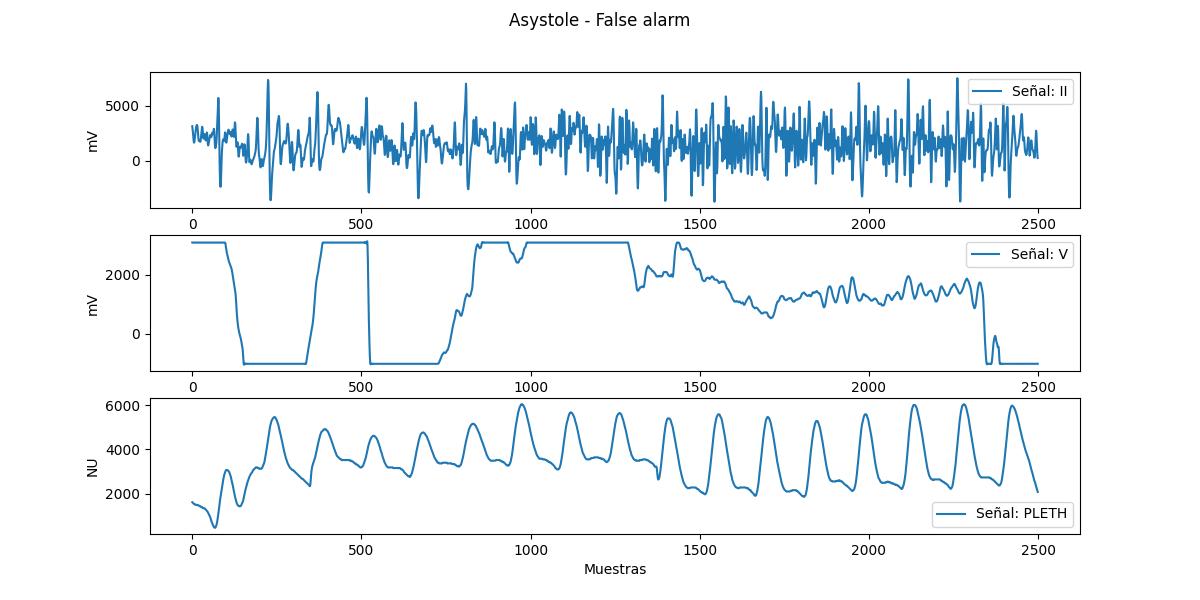 Asystole - False alarm
mV
5000
0
Señal: II
0 500 1000 1500 2000 2500
mV
2000
0
Señal: V
0 500 1000 1500 2000 2500
NU
6000
4000
2000
Señal: PLETH
0 500 1000 1500 2000 2500
Muestras